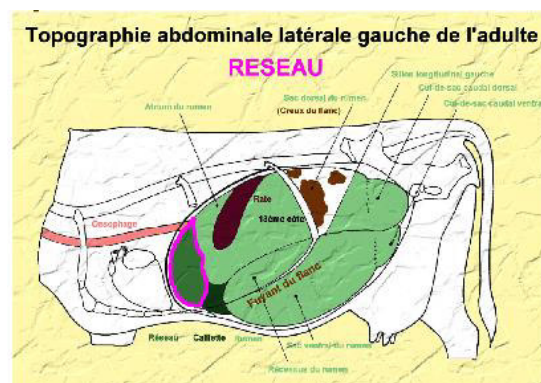 Topographie abdominale latérale gauche de l'adulte
RESEAU
Sillon longitudinal gauche
Cul-de-sac caudal dorsal
Sac dorsal du rumen
(Creux du flanc)
Cul-de-sac caudal ventral
Atrium du rumen
Rate
13ème côte
Oesophage
Fuyant du flanc
Réseau
Caillette
rumen
Sac ventral du rumen
Récessus du rumen